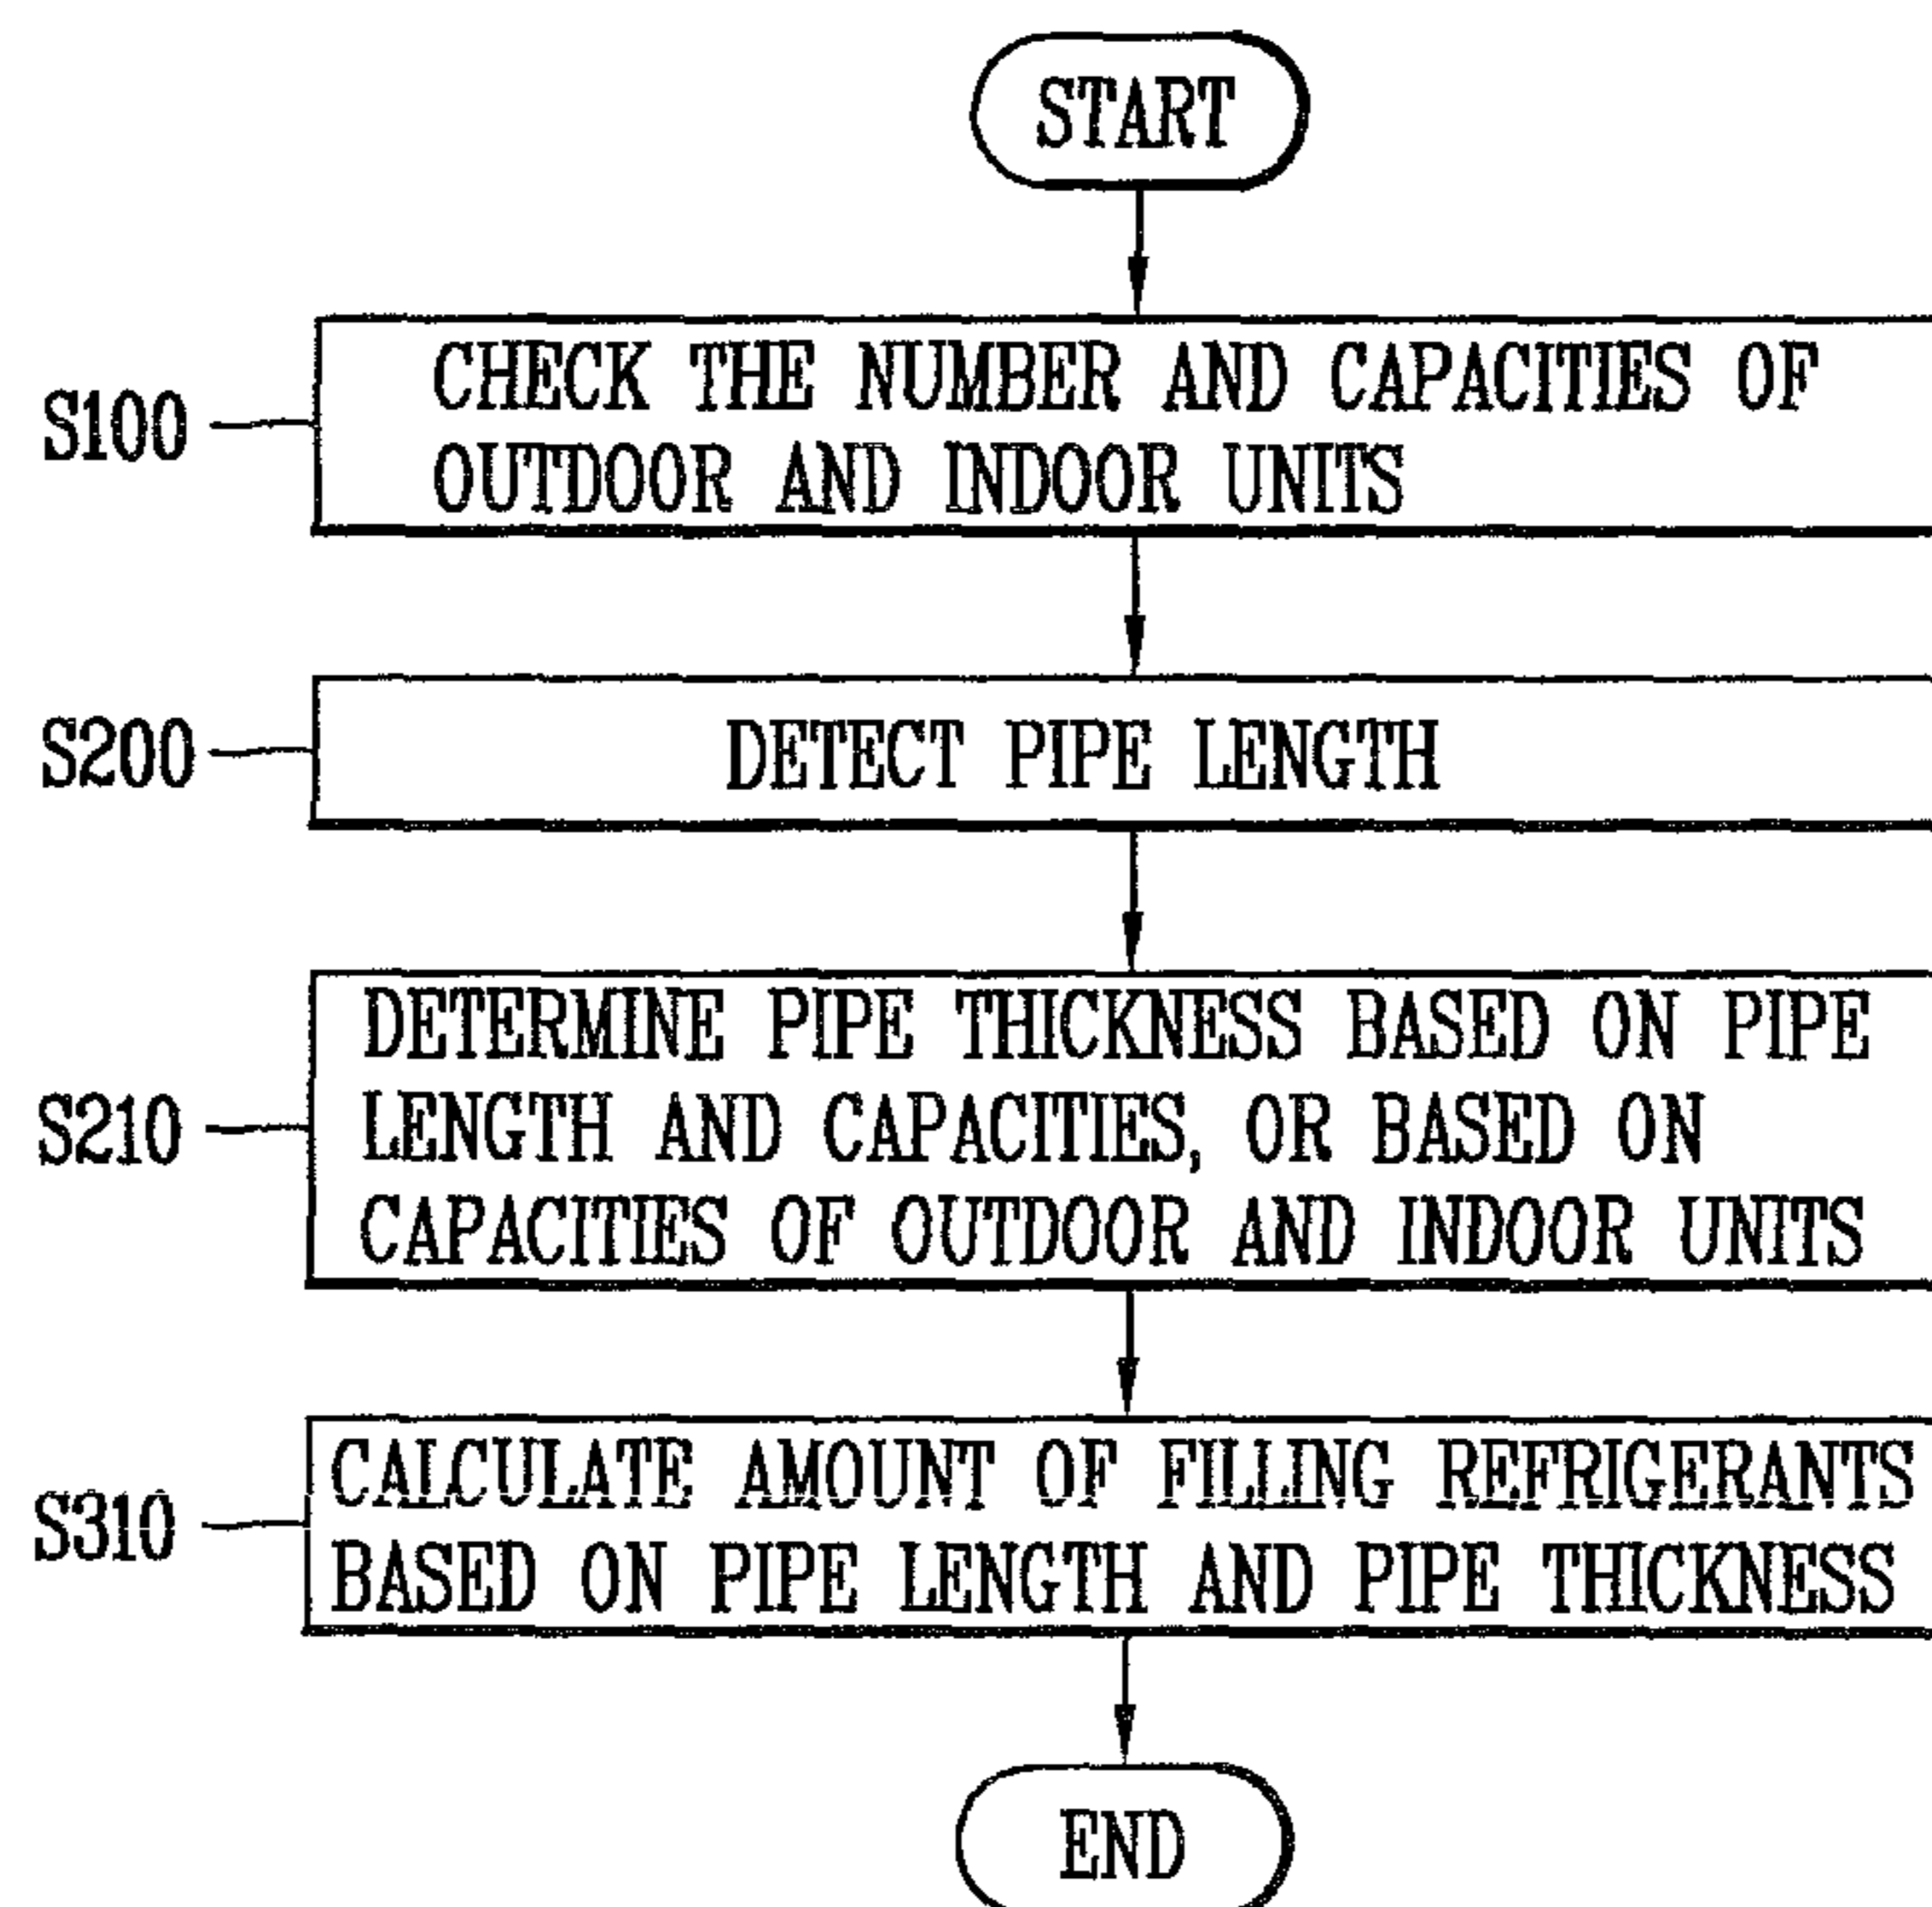 START
S100
CHECK THE NUMBER AND CAPACITIES OF
OUTDOOR AND INDOOR UNITS
S200
DETECT PIPE LENGTH
S210
DETERMINE PIPE THICKNESS BASED ON PIPE
LENGTH AND CAPACITIES, OR BASED ON
CAPACITIES OF OUTDOOR AND INDOOR UNITS
S310
CALCULATE AMOUNT OF FILLING REFRIGERANTS
BASED ON PIPE LENGTH AND PIPE THICKNESS
END